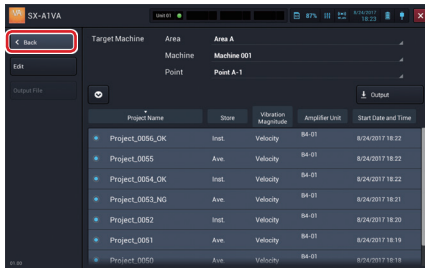 VA SX-A1VA Unit 01 87% 8/24/2017 18:23
< Back
Edit
Output File
Target Machine Area Area A
Machine Machine 001
Point Point A-1
Output
Project Name Store Vibration Magnitude Amplifier Unit Start Date and Time
Project_0056_OK Inst. Velocity B4-01 8/24/2017 18:22
Project_0055 Ave. Velocity B4-01 8/24/2017 18:22
Project_0054_OK Inst. Velocity B4-01 8/24/2017 18:22
Project_0053_NG Ave. Velocity B4-01 8/24/2017 18:21
Project_0052 Inst. Velocity B4-01 8/24/2017 18:20
Project_0051 Ave. Velocity B4-01 8/24/2017 18:19
Project_0050 Ave. Velocity B4-01 8/24/2017 18:18
01.00